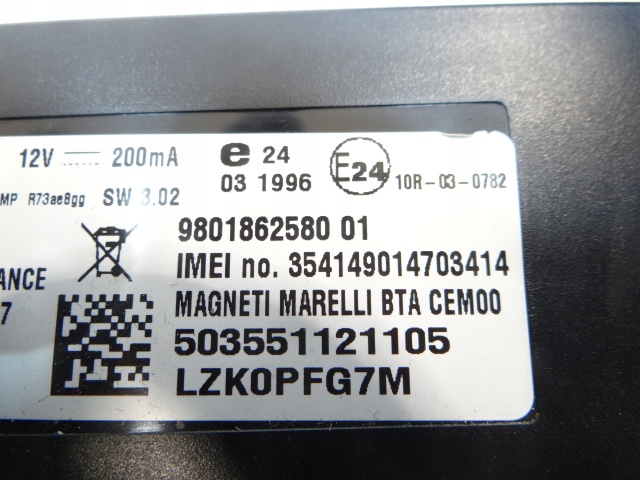 12V 200mA e 24 E24
03 1996 10R-03-0782
MP R73ae8gg SW 3.02
9801862580 01
IMEI no. 354149014703414
ANCE MAGNETI MARELLI BTA CEM00
7 503551121105
LZK0PFG7M